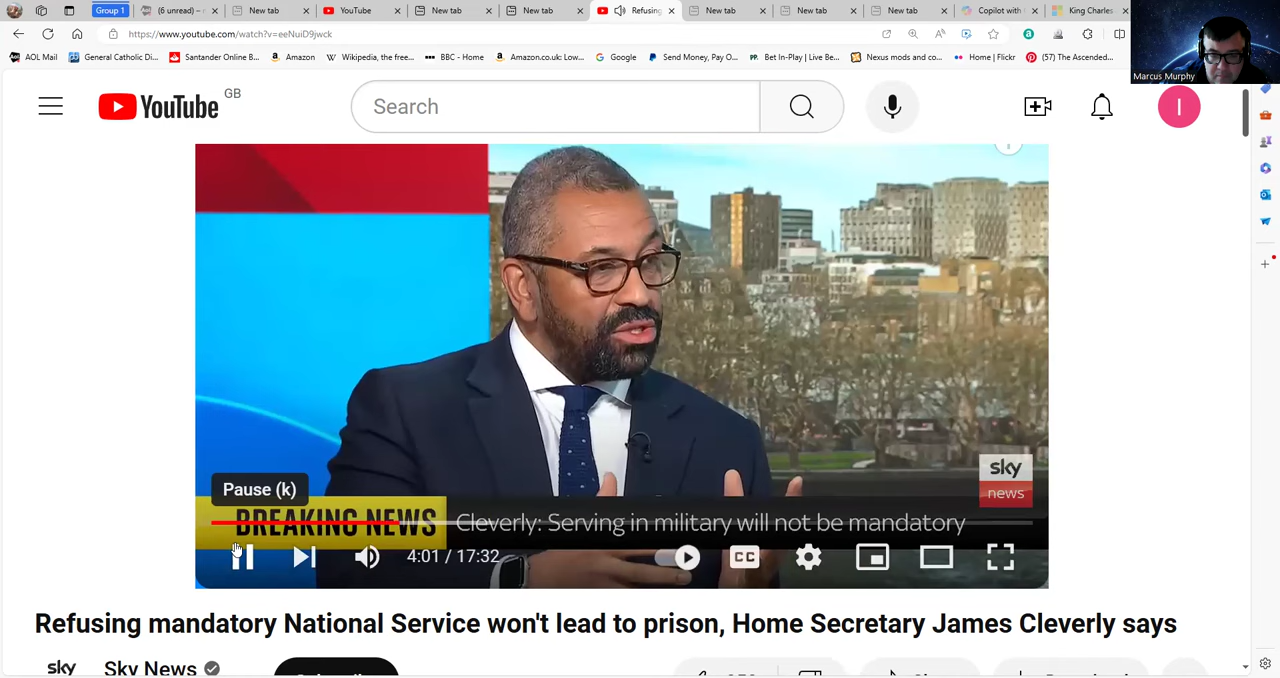 Group 1
(6 unread) –
New tab
YouTube
New tab
New tab
Refusing
New tab
New tab
New tab
Copilot with
King Charles
https://www.youtube.com/watch?v=eeNuiD9jwck
AOL Mail
General Catholic Di...
Santander Online B...
Amazon
Wikipedia, the free...
BBC - Home
Amazon.co.uk: Low...
Google
Send Money, Pay O...
Bet In-Play | Live Be...
Nexus mods and co...
Home | Flickr
(57) The Ascended...
Marcus Murphy
YouTube GB
Search
I
sky
news
Pause (k)
BREAKING NEWS
Cleverly: Serving in military will not be mandatory
4:01 / 17:32
CC
Refusing mandatory National Service won't lead to prison, Home Secretary James Cleverly says
sky
Sky News